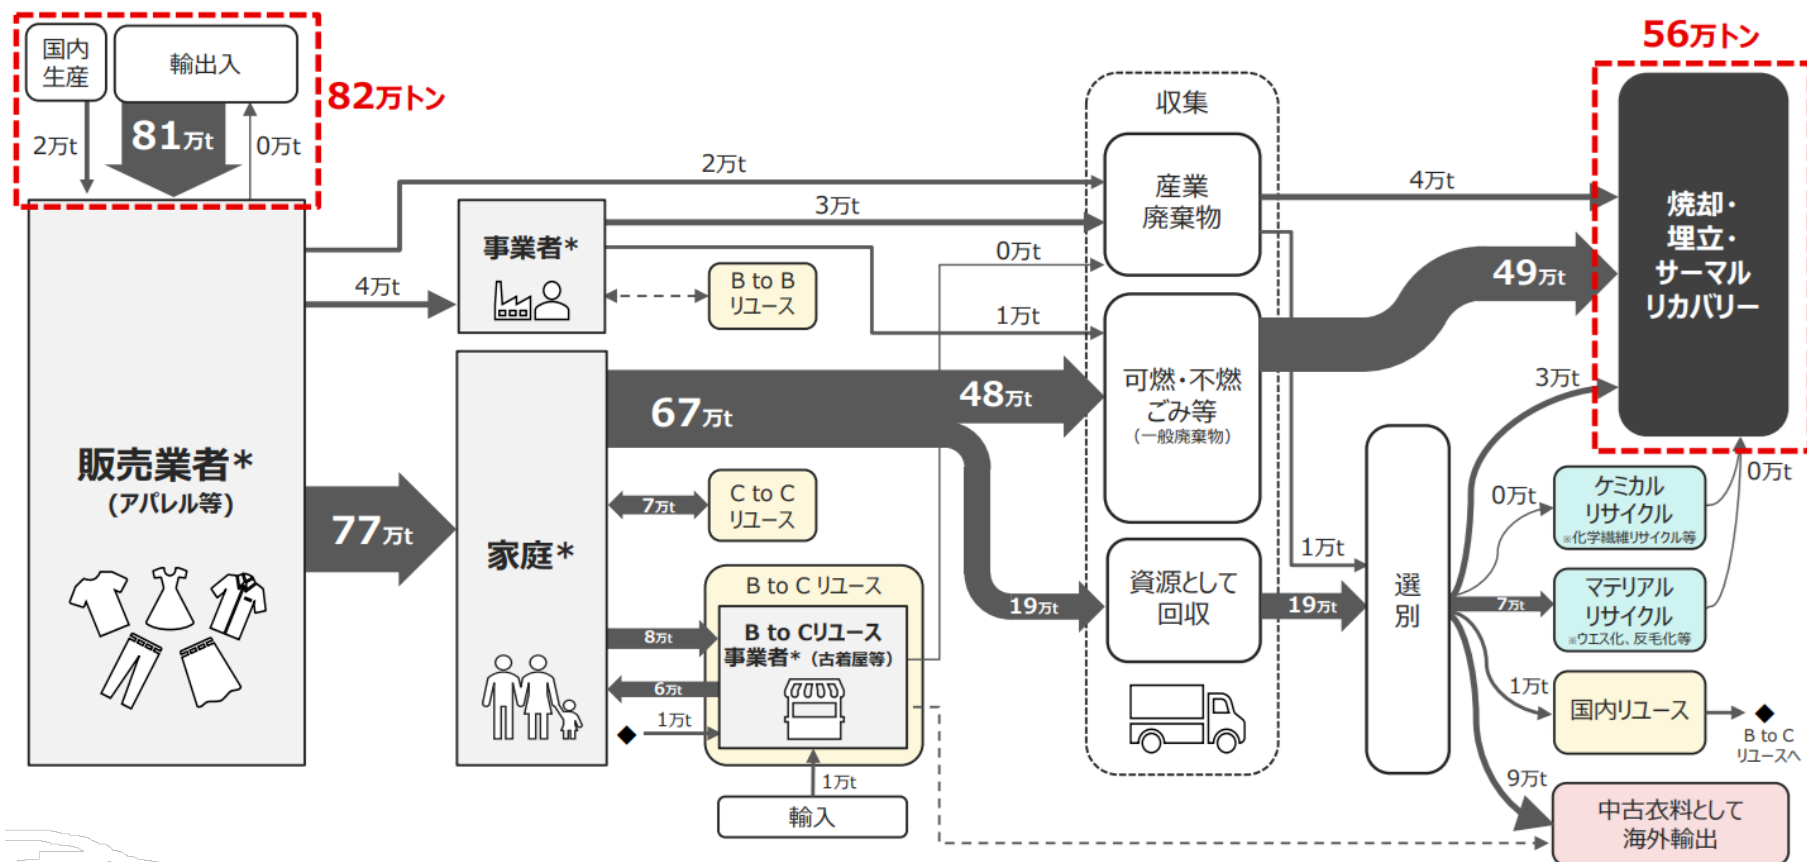 国内
生産
輸出入
82万トン
2万t
81万t
0万t
販売業者*
(アパレル等)
2万t
4万t
77万t
事業者*
3万t
1万t
B to B
リユース
家庭*
67万t
48万t
19万t
7万t
C to C
リユース
B to C リユース
B to Cリユース
事業者* (古着屋等)
8万t
6万t
◆
1万t
1万t
輸入
0万t
収集
産業
廃棄物
可燃・不燃
ごみ等
(一般廃棄物)
資源として
回収
4万t
49万t
1万t
19万t
選別
56万トン
焼却・
埋立・
サーマル
リカバリー
3万t
0万t
ケミカル
リサイクル
※化学繊維リサイクル等
0万t
7万t
マテリアル
リサイクル
※ウエス化、反毛化等
1万t
国内リユース
◆
B to C
リユースへ
9万t
中古衣料として
海外輸出